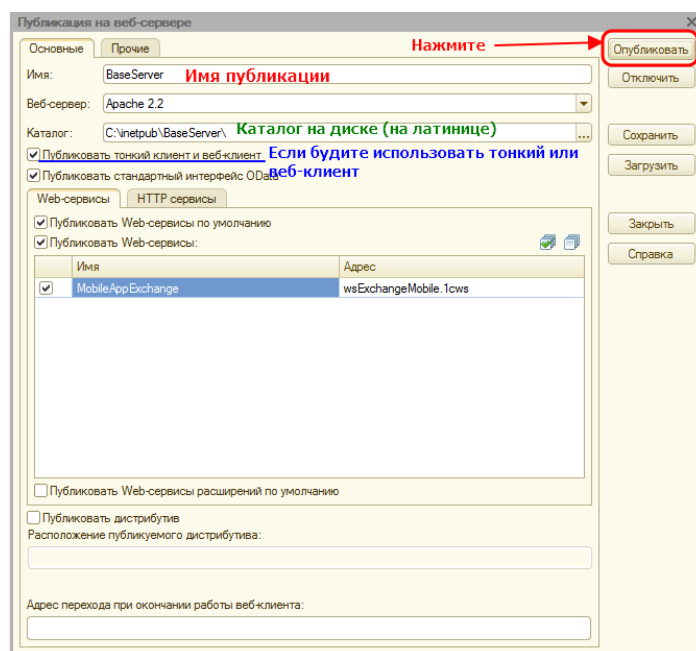 Публикация на веб-сервере
Основные Прочие Нажмите Опубликовать
Имя: BaseServer Имя публикации Отключить
Веб-сервер: Apache 2.2
Каталог: C:\inetpub\BaseServer\ Каталог на диске (на латинице) ... Сохранить
Публиковать тонкий клиент и веб-клиент Если будите использовать тонкий или
Публиковать стандартный интерфейс OData веб-клиент Загрузить
Web-сервисы HTTP сервисы
Публиковать Web-сервисы по умолчанию Закрыть
Публиковать Web-сервисы: Справка
Имя Адрес
MobileAppExchange wsExchangeMobile.1cws
Публиковать Web-сервисы расширений по умолчанию
Публиковать дистрибутив
Расположение публикуемого дистрибутива:
Адрес перехода при окончании работы веб-клиента: